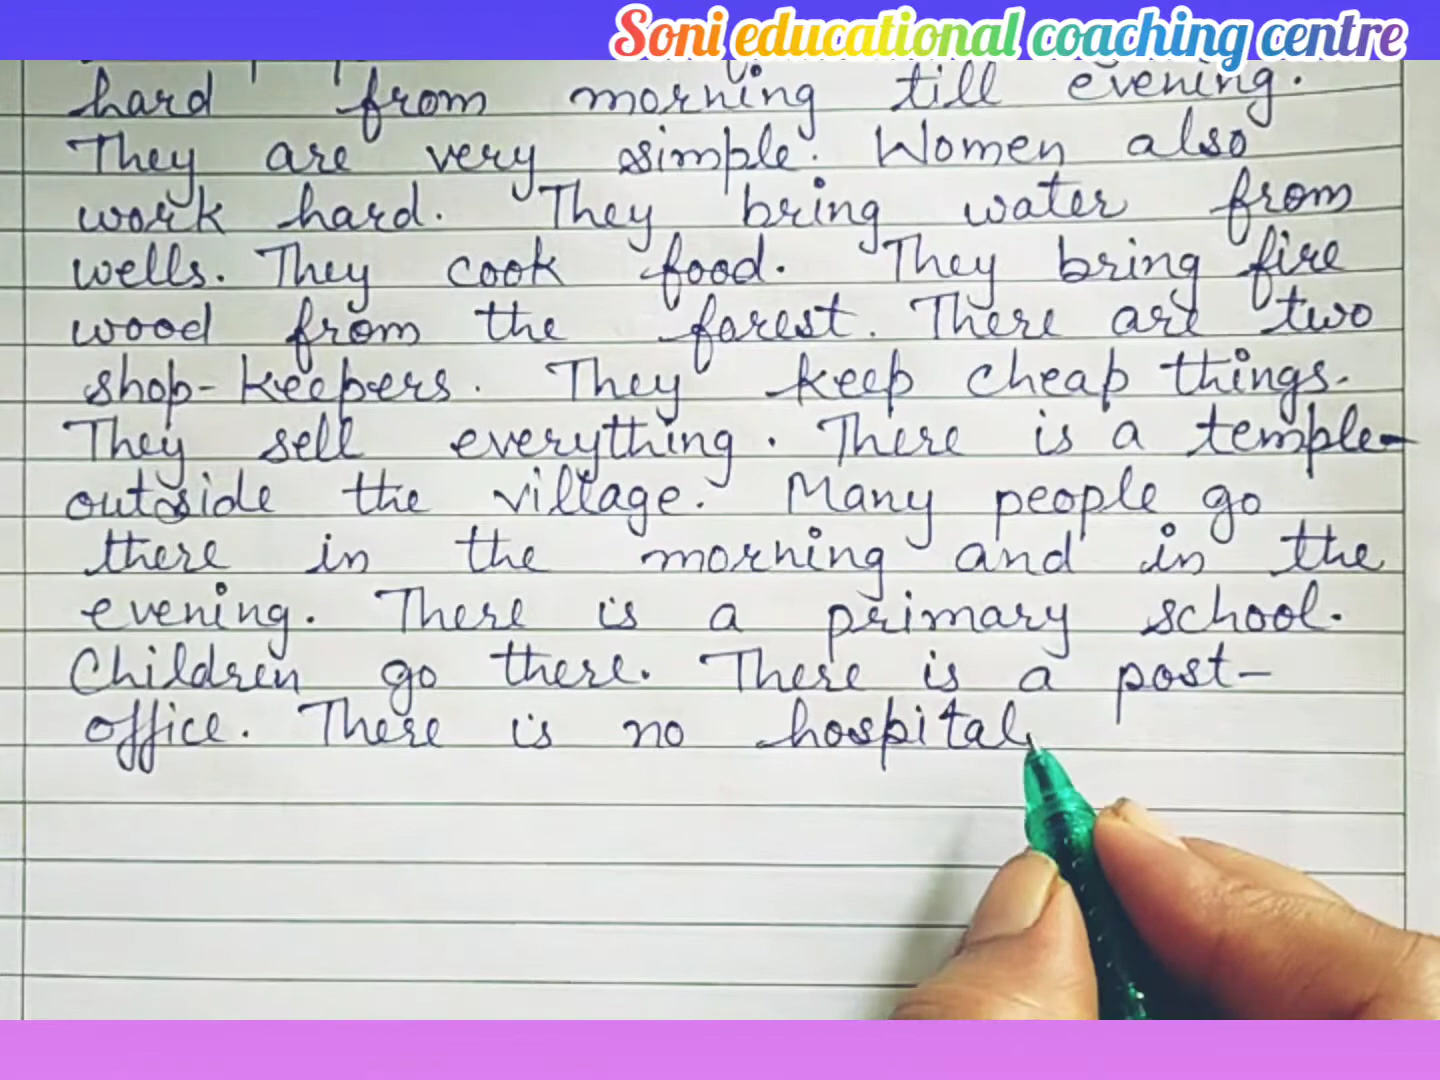 Soni educational coaching centre
hard from morning till evening.
They are very simple. Women also
work hard. They bring water from
wells. They cook food. They bring fire
wood from the forest. There are two
shop-keepers. They keep cheap things.
They sell everything. There is a temple
outside the village. Many people go
there in the morning and in the
evening. There is a primary school.
Children go there. There is a post-
office. There is no hospital